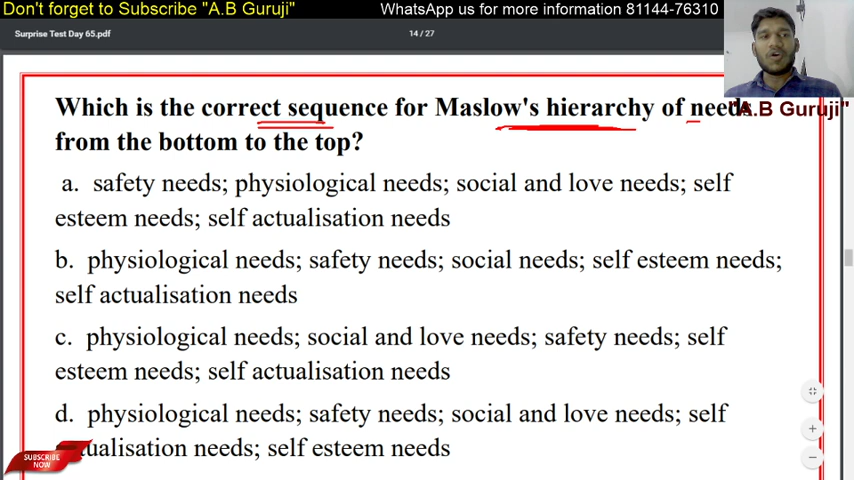 Don't forget to Subscribe "A.B Guruji"
WhatsApp us for more information 81144-76310
Surprise Test Day 65.pdf
14 / 27
"A.B Guruji"
Which is the correct sequence for Maslow's hierarchy of needs
from the bottom to the top?
a. safety needs; physiological needs; social and love needs; self
esteem needs; self actualisation needs
b. physiological needs; safety needs; social needs; self esteem needs;
self actualisation needs
c. physiological needs; social and love needs; safety needs; self
esteem needs; self actualisation needs
d. physiological needs; safety needs; social and love needs; self
actualisation needs; self esteem needs
SUBSCRIBE
NOW